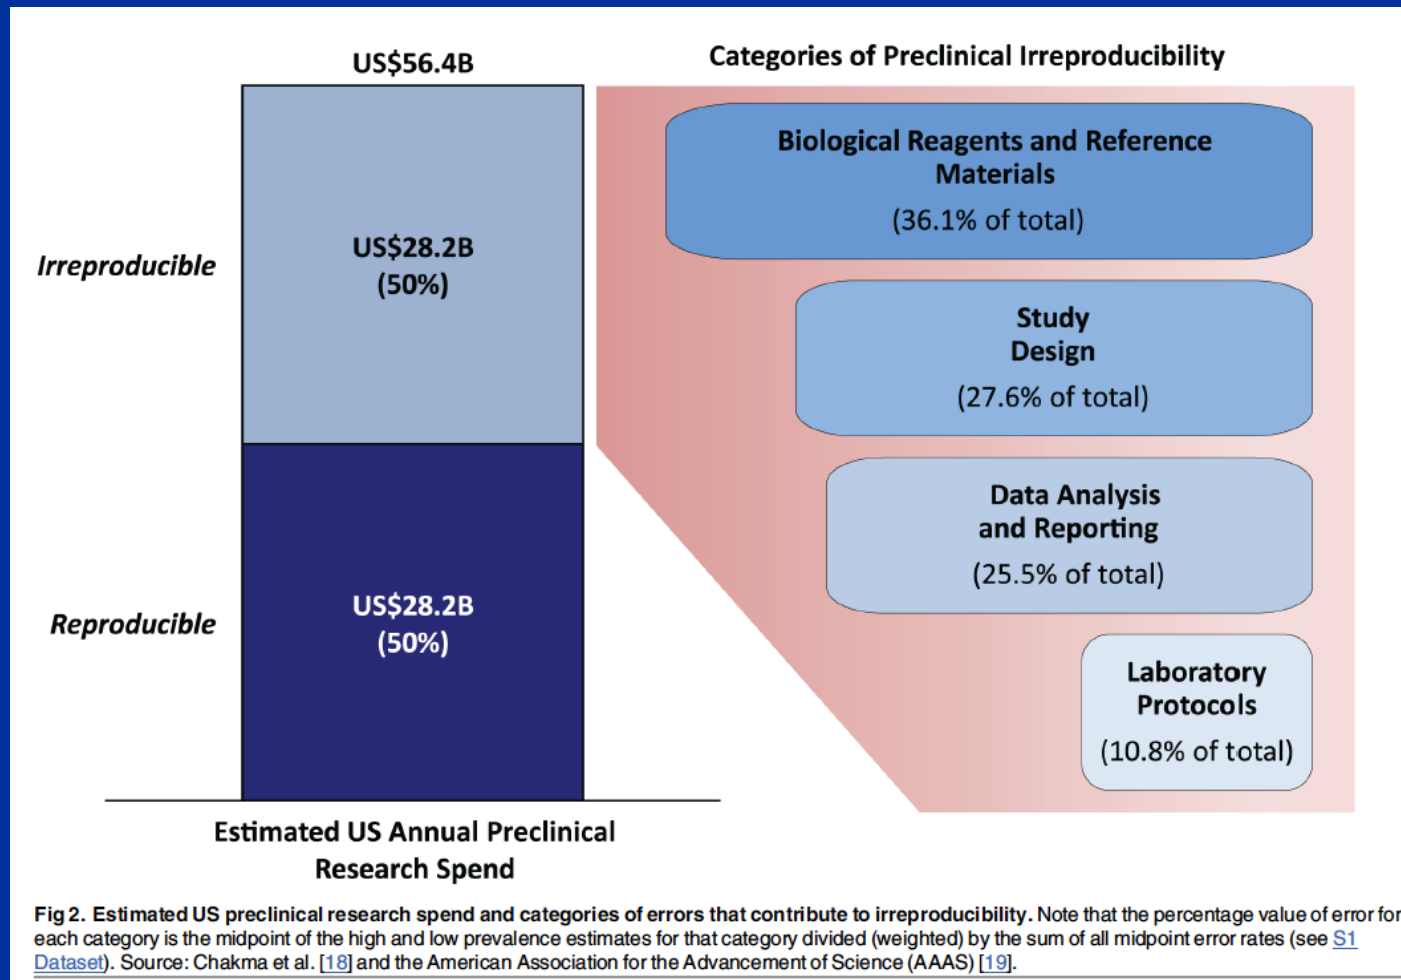 US$56.4B
Categories of Preclinical Irreproducibility
Irreproducible
US$28.2B
(50%)
Reproducible
US$28.2B
(50%)
Estimated US Annual Preclinical
Research Spend
Biological Reagents and Reference
Materials
(36.1% of total)
Study
Design
(27.6% of total)
Data Analysis
and Reporting
(25.5% of total)
Laboratory
Protocols
(10.8% of total)
Fig 2. Estimated US preclinical research spend and categories of errors that contribute to irreproducibility. Note that the percentage value of error for
each category is the midpoint of the high and low prevalence estimates for that category divided (weighted) by the sum of all midpoint error rates (see S1
Dataset). Source: Chakma et al. [18] and the American Association for the Advancement of Science (AAAS) [19].